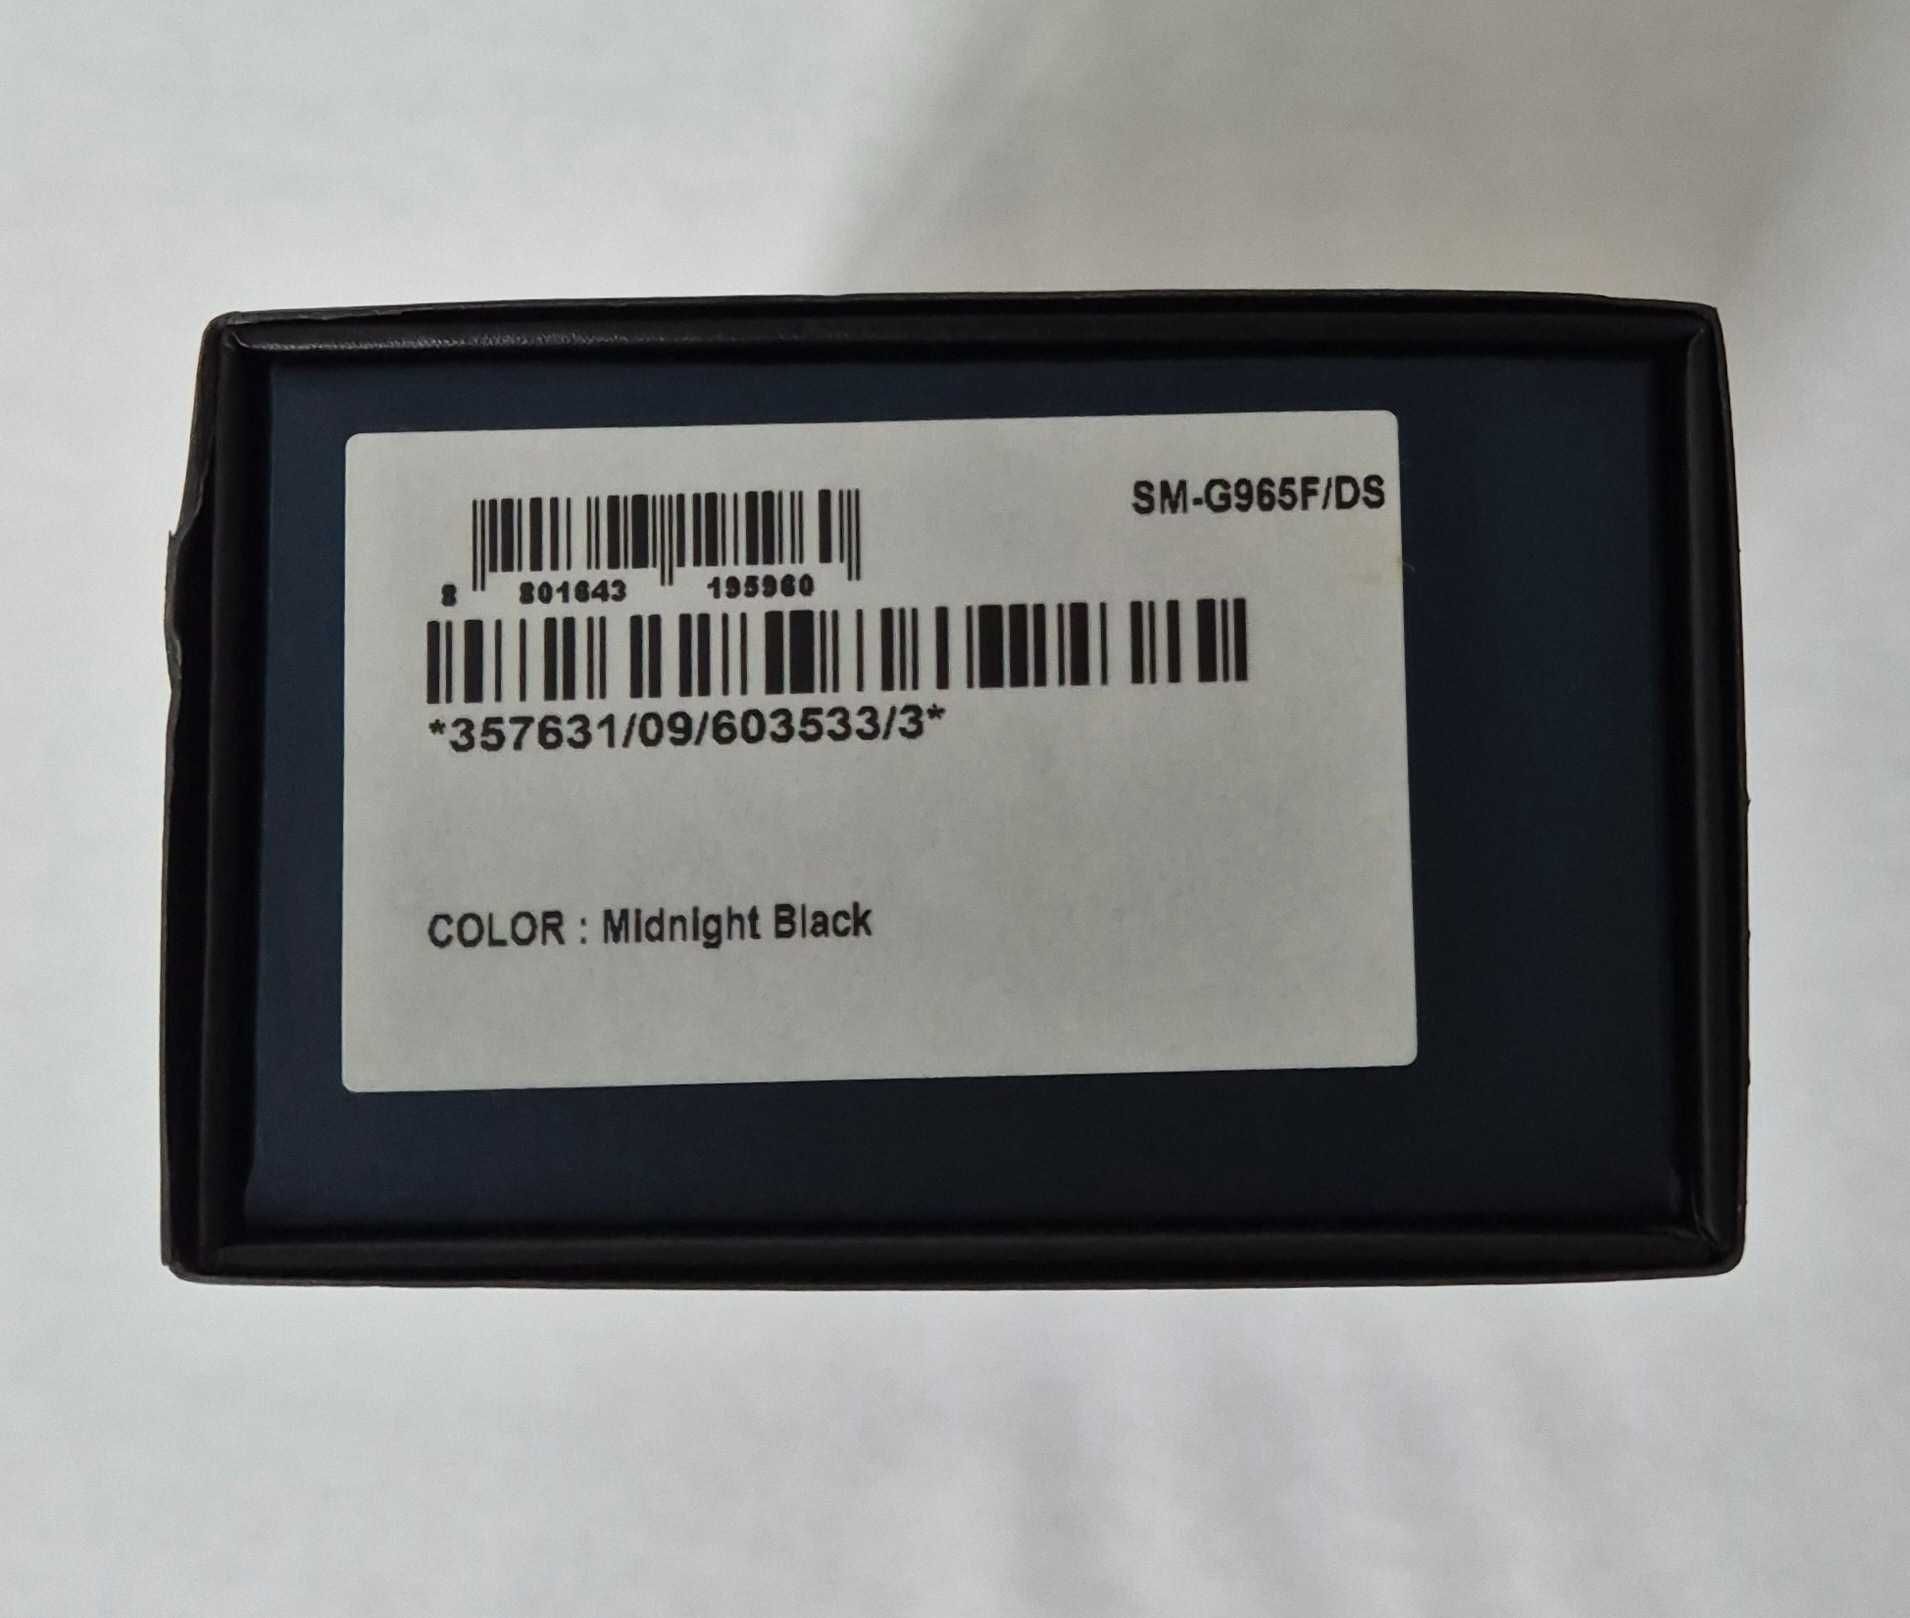 SM-G965F/DS
8 801643 195960
*357631/09/603533/3*
COLOR : Midnight Black